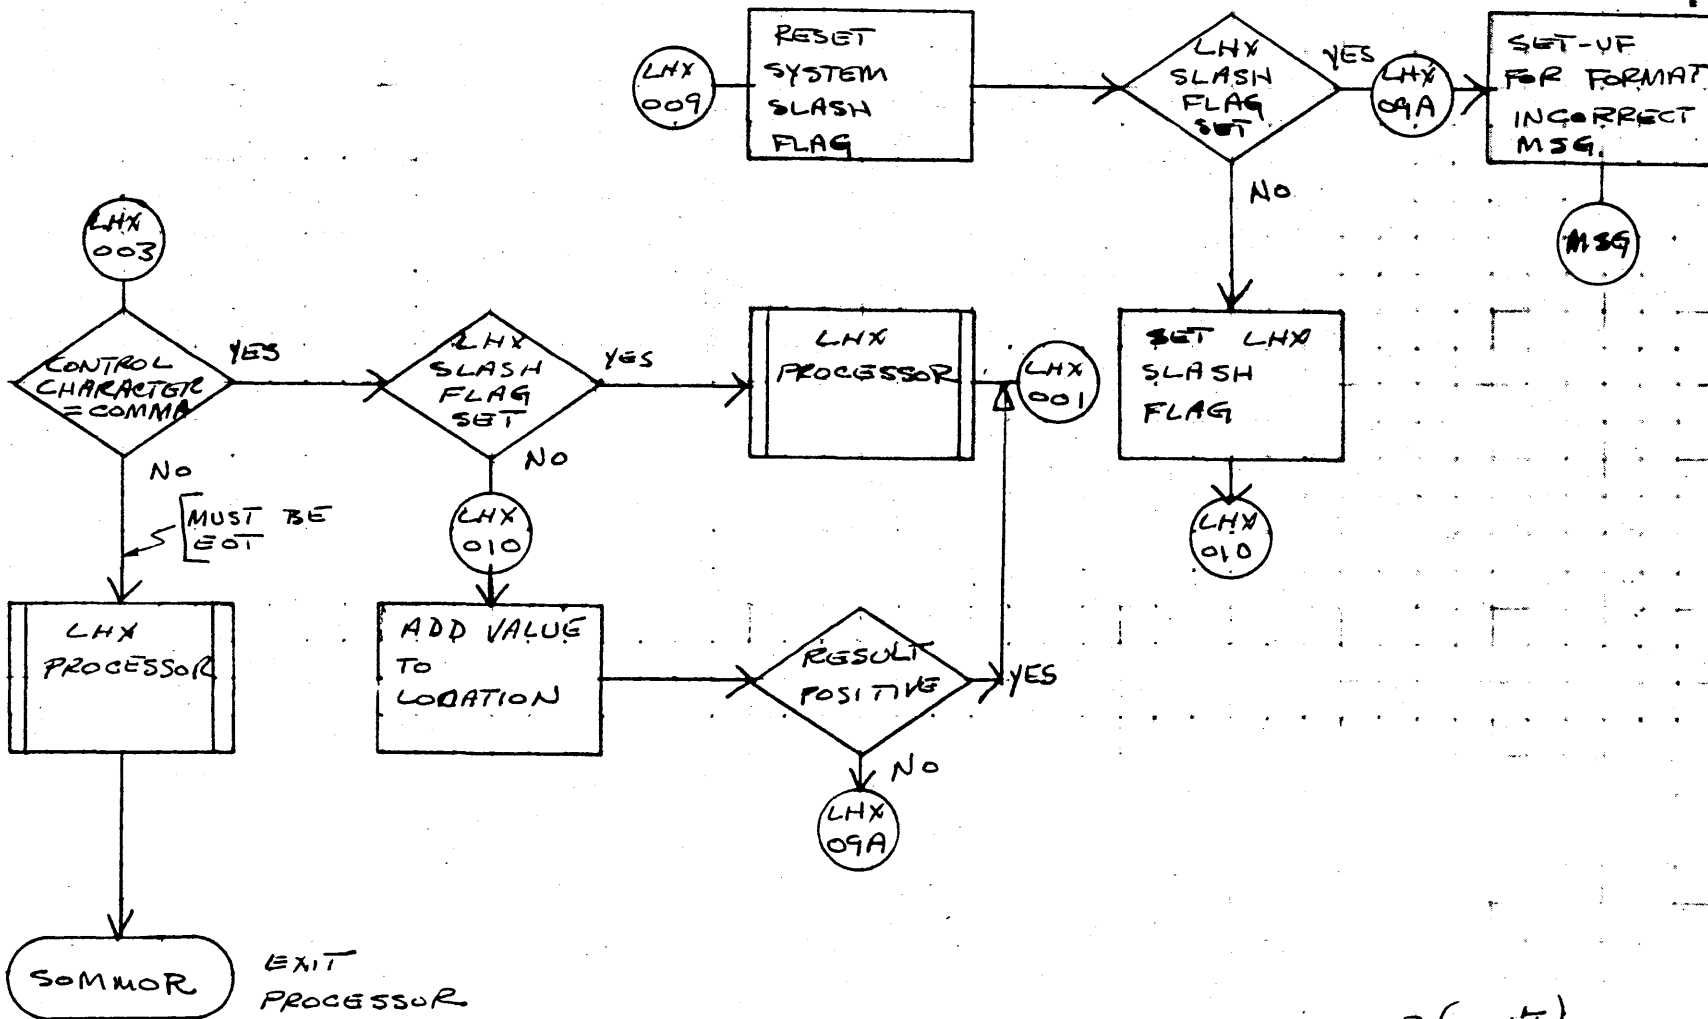 LHX
009
RESET
SYSTEM
SLASH
FLAG
LHX
SLASH
FLAG
SET
YES
LHX
09A
SET-UP
FOR FORMAT
INCORRECT
MSG.
NO
MSG
LHX
003
CONTROL
CHARACTER
=COMMA
YES
LHX
SLASH
FLAG
SET
YES
LHX
PROCESSOR
LHX
001
SET LHX
SLASH
FLAG
NO
MUST BE
EOT
NO
LHX
010
LHX
010
LHX
PROCESSOR
ADD VALUE
TO
LOCATION
RESULT
POSITIVE
YES
NO
LHX
09A
SOMMOR
EXIT
PROCESSOR